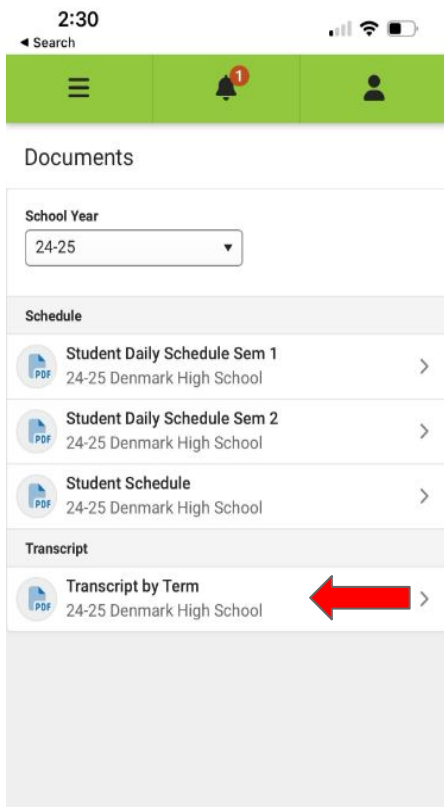 2:30
◄ Search
1
Documents
School Year
24-25
Schedule
Student Daily Schedule Sem 1
PDF
24-25 Denmark High School
Student Daily Schedule Sem 2
PDF
24-25 Denmark High School
Student Schedule
PDF
24-25 Denmark High School
Transcript
Transcript by Term
PDF
24-25 Denmark High School